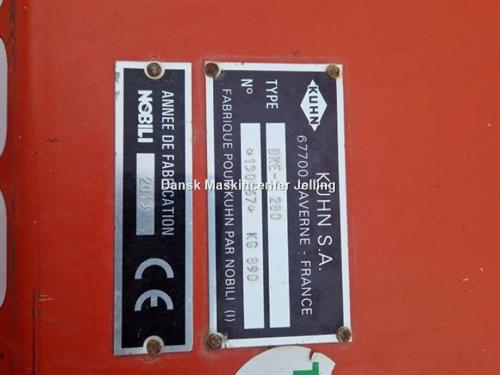 KUHN
KUHN S.A.
67700 SAVERNE - FRANCE
TYPE
280
N°
KG 890
FABRIQUE POUR KUHN PAR NOBILI (I)
ANNEE DE FABRICATION
NOBILI
CE
Dansk Maskincenter Jelling